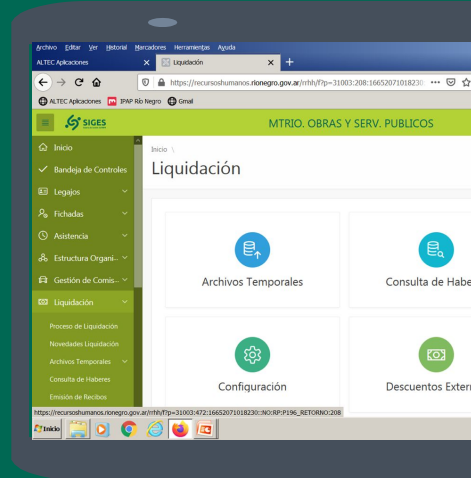 Archivo Editar Ver Historial Marcadores Herramientas Ayuda
ALTEC Aplicaciones × Liquidación × +
https://recursoshumanos.rionegro.gov.ar/rrhh/f?p=31003:208:16652071018230
ALTEC Aplicaciones IPAP Río Negro Gmail
SIGES MTRIO. OBRAS Y SERV. PUBLICOS
Inicio
Inicio \
Bandeja de Controles
Liquidación
Legajos
Fichadas
Asistencia
Estructura Organi...
Gestión de Comis...
Liquidación
Proceso de Liquidación
Novedades Liquidación
Archivos Temporales
Consulta de Haberes
Emisión de Recibos
Archivos Temporales
Consulta de Habe
Configuración
Descuentos Exter
https://recursoshumanos.rionegro.gov.ar/rrhh/f?p=31003:472:16652071018230::NO:RP:P196_RETORNO:208
Inicio